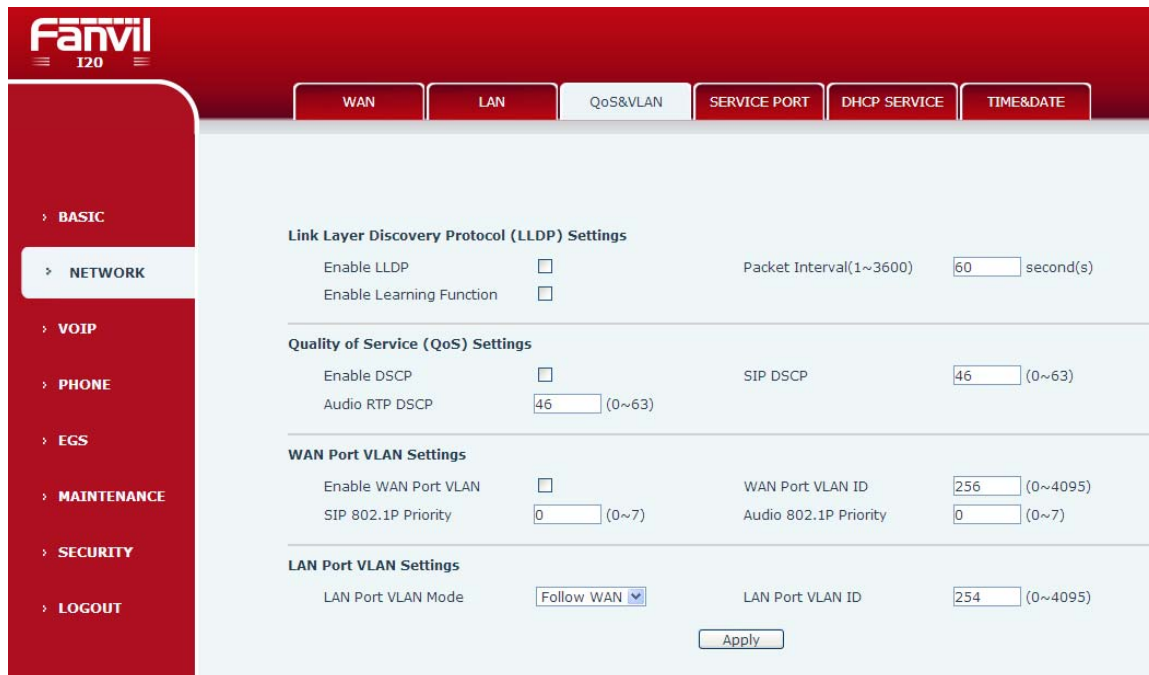 Fanvil
I20
WAN LAN QoS&VLAN SERVICE PORT DHCP SERVICE TIME&DATE
› BASIC
› NETWORK
› VOIP
› PHONE
› EGS
› MAINTENANCE
› SECURITY
› LOGOUT
Link Layer Discovery Protocol (LLDP) Settings
Enable LLDP Packet Interval(1~3600) 60 second(s)
Enable Learning Function
Quality of Service (QoS) Settings
Enable DSCP SIP DSCP 46 (0~63)
Audio RTP DSCP 46 (0~63)
WAN Port VLAN Settings
Enable WAN Port VLAN WAN Port VLAN ID 256 (0~4095)
SIP 802.1P Priority 0 (0~7) Audio 802.1P Priority 0 (0~7)
LAN Port VLAN Settings
LAN Port VLAN Mode Follow WAN LAN Port VLAN ID 254 (0~4095)
Apply